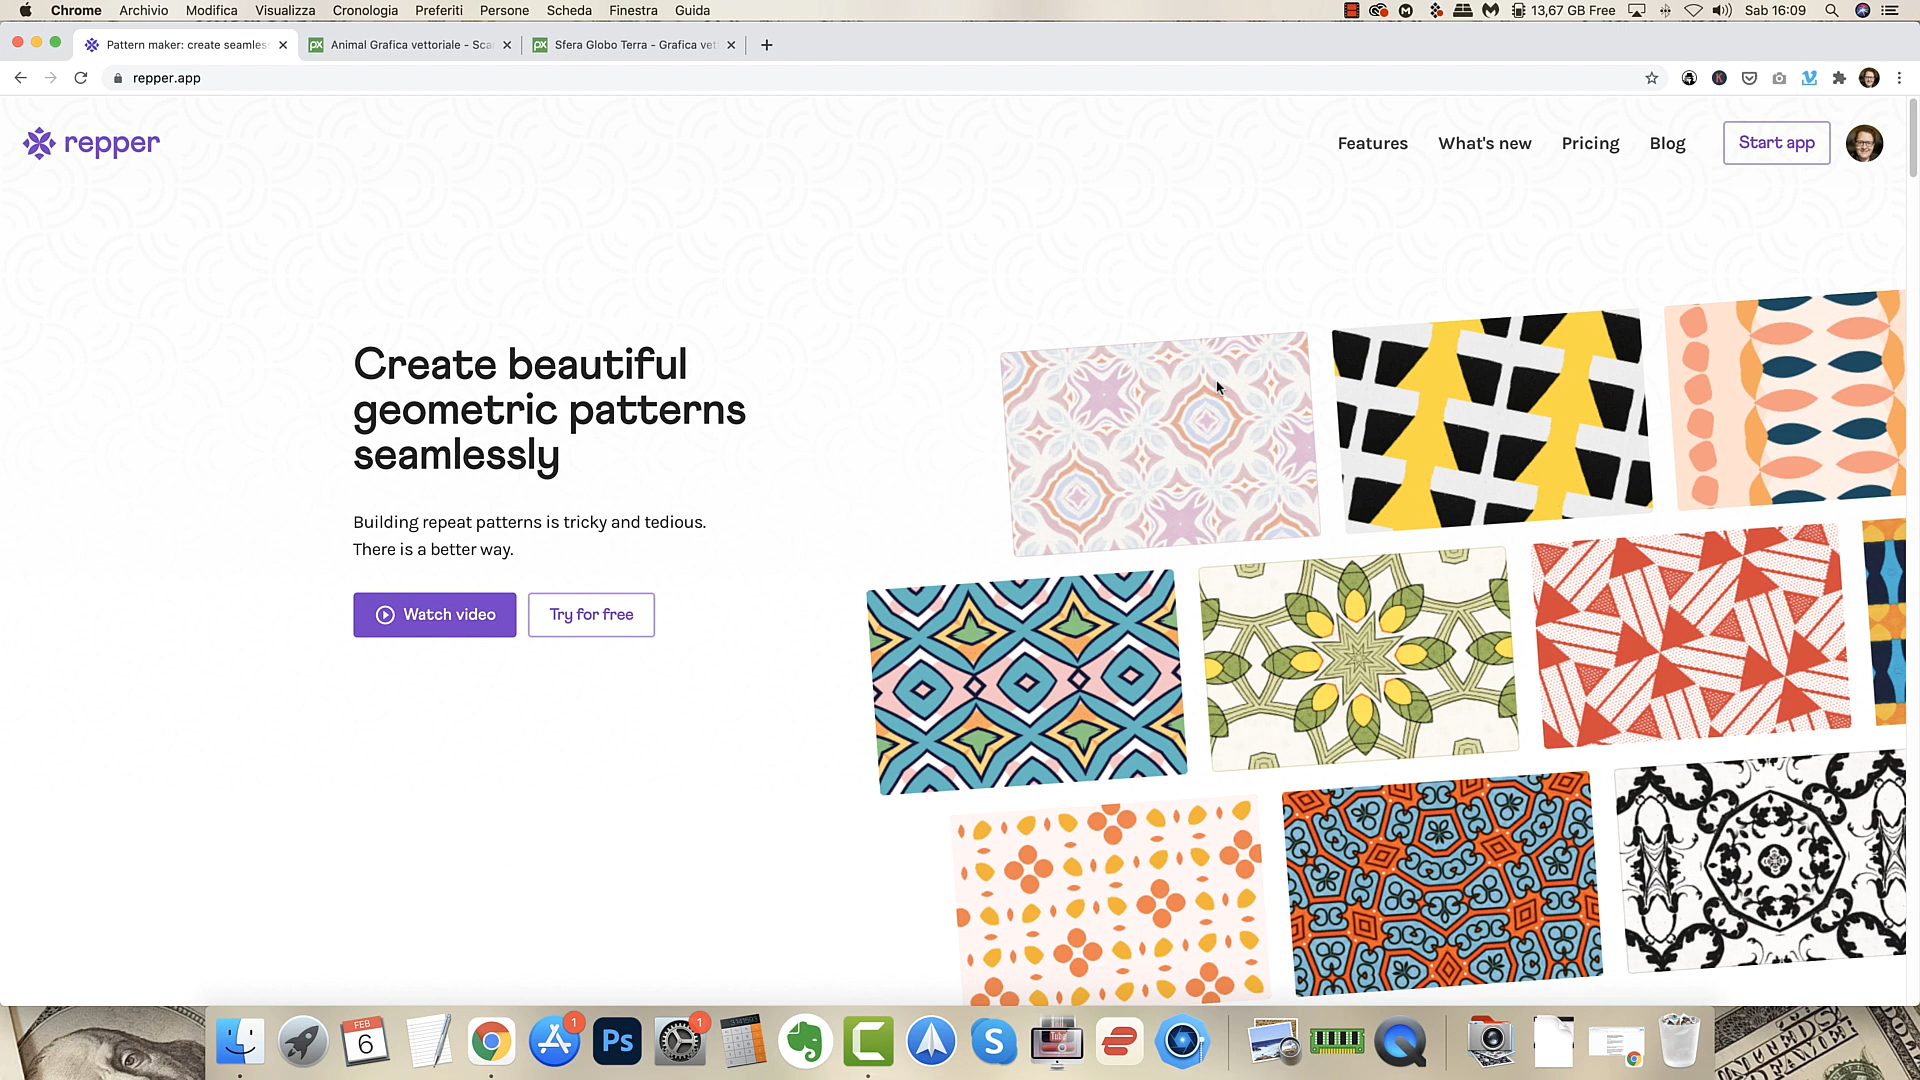 Chrome Archivio Modifica Visualizza Cronologia Preferiti Persone Scheda Finestra Guida 13,67 GB Free Sab 16:09
Pattern maker: create seamles Animal Grafica vettoriale - Sca Sfera Globo Terra - Grafica vet
repper.app
repper
Features What's new Pricing Blog Start app
Create beautiful
geometric patterns
seamlessly
Building repeat patterns is tricky and tedious.
There is a better way.
Watch video Try for free
FEB
6
1
Ps
1
S
Tube